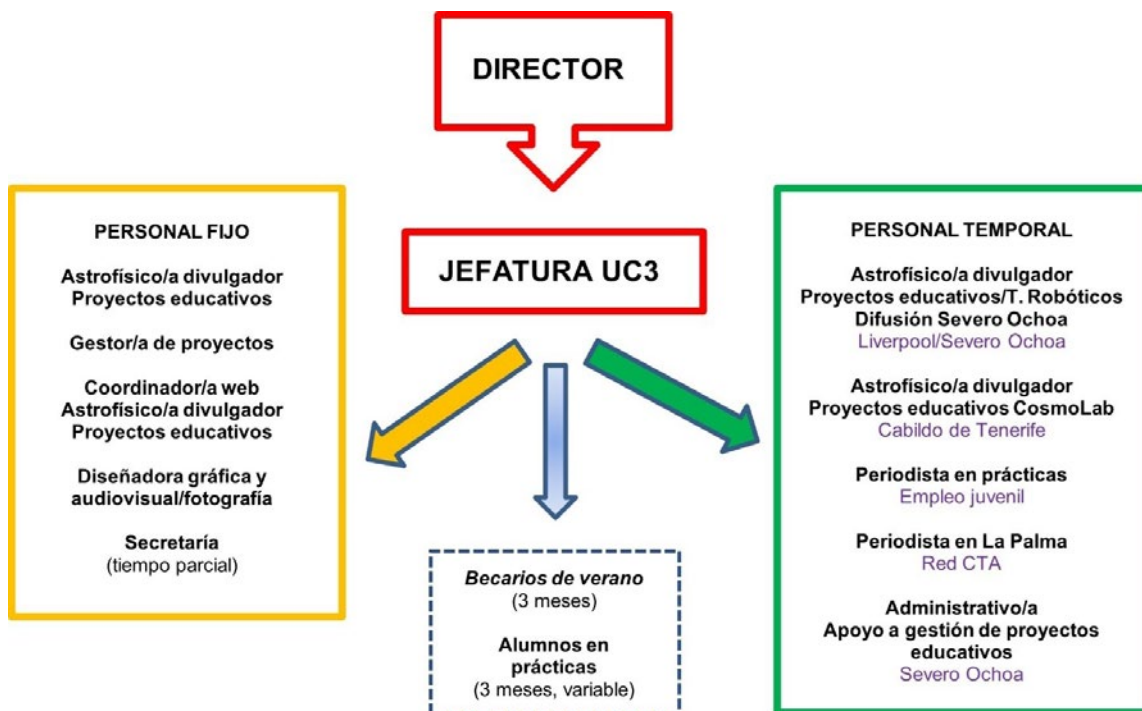 DIRECTOR
JEFATURA UC3
PERSONAL FIJO
Astrofísico/a divulgador
Proyectos educativos
Gestor/a de proyectos
Coordinador/a web
Astrofísico/a divulgador
Proyectos educativos
Diseñadora gráfica y
audiovisual/fotografía
Secretaría
(tiempo parcial)
Becarios de verano
(3 meses)
Alumnos en
prácticas
(3 meses, variable)
PERSONAL TEMPORAL
Astrofísico/a divulgador
Proyectos educativos/T. Robóticos
Difusión Severo Ochoa
Liverpool/Severo Ochoa
Astrofísico/a divulgador
Proyectos educativos CosmoLab
Cabildo de Tenerife
Periodista en prácticas
Empleo juvenil
Periodista en La Palma
Red CTA
Administrativo/a
Apoyo a gestión de proyectos
educativos
Severo Ochoa